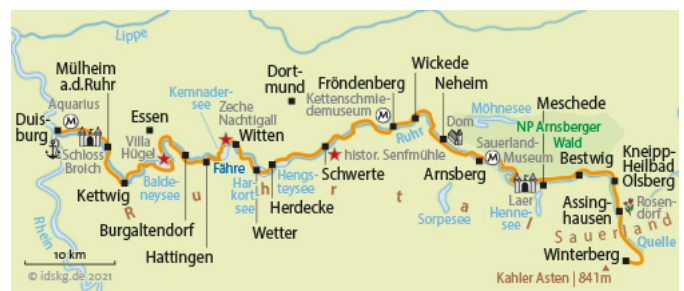 Lippe
Mülheim
a.d.Ruhr
Aquarius
M
Duis-
burg
Schloss
Broich
Rhein
10 km
© idskg.de 2021
Kettwig
Essen
Villa
Hügel
Balde-
neysee
Burgaltendorf
Hattingen
Kemnader-
see
Zeche
Nachtigall
Witten
Fähre
Har-
kort-
see
Wetter
Herdecke
Hengs-
teysee
Dort-
mund
Schwerte
histor. Senfmühle
Fröndenberg
Kettenschmie-
demuseum
M
Ruhr
Wickede
Neheim
Dom
Möhnesee
Arnsberg
Sorpesee
M
Sauerland-
Museum
NP Arnsberger
Wald
Meschede
Laer
Henne-
see
Bestwig
Kneipp-
Heilbad
Olsberg
Assing-
hausen
Rosen-
dorf
Sauerland
Quelle
Winterberg
Kahler Asten | 841m
Ruhrtal